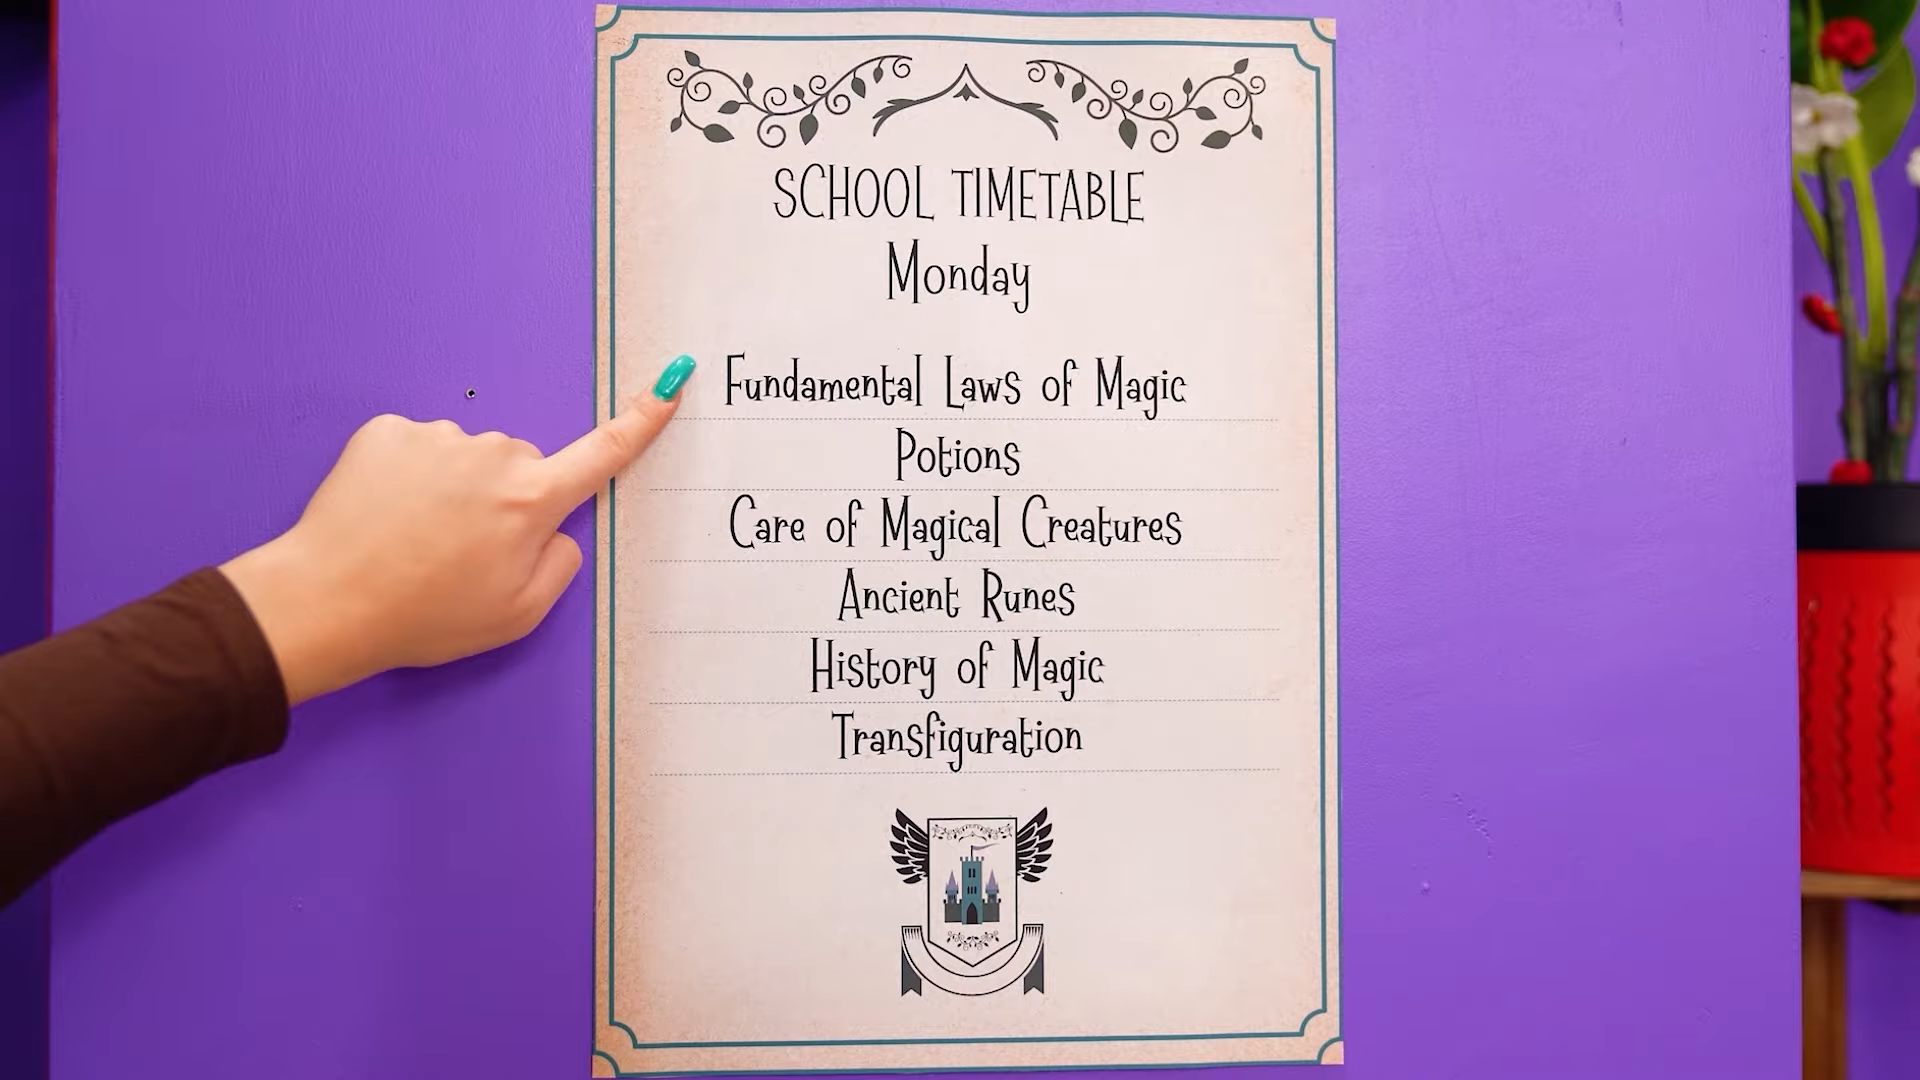 SCHOOL TIMETABLE
Monday
Fundamental Laws of Magic
Potions
Care of Magical Creatures
Ancient Runes
History of Magic
Transfiguration